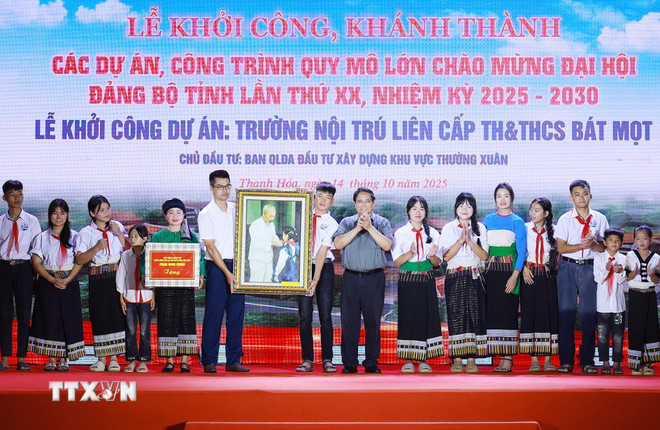 LỄ KHỞI CÔNG, KHÁNH THÀNH
CÁC DỰ ÁN, CÔNG TRÌNH QUY MÔ LỚN CHÀO MỪNG ĐẠI HỘI
ĐẢNG BỘ TỈNH LẦN THỨ XX, NHIỆM KỲ 2025 - 2030
LỄ KHỞI CÔNG DỰ ÁN: TRƯỜNG NỘI TRÚ LIÊN CẤP TH&THCS BÁT MỌT
CHỦ ĐẦU TƯ: BAN QLDA ĐẦU TƯ XÂY DỰNG KHU VỰC THƯỜNG XUÂN
Thanh Hóa, ngày 14 tháng 10 năm 2025
PHẠM MINH CHÍNH
Tặng
TTXVN